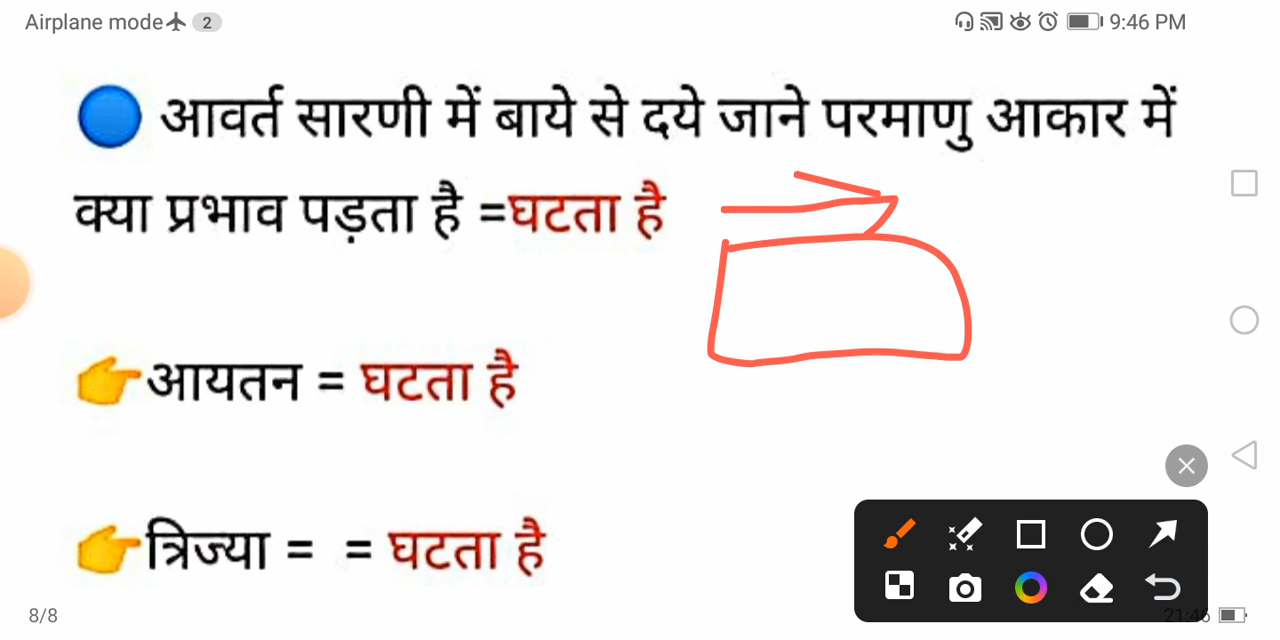 Airplane mode 2 9:46 PM
आवर्त सारणी में बाये से दये जाने परमाणु आकार में
क्या प्रभाव पड़ता है =घटता है
आयतन = घटता है
त्रिज्या = = घटता है
8/8 21:46